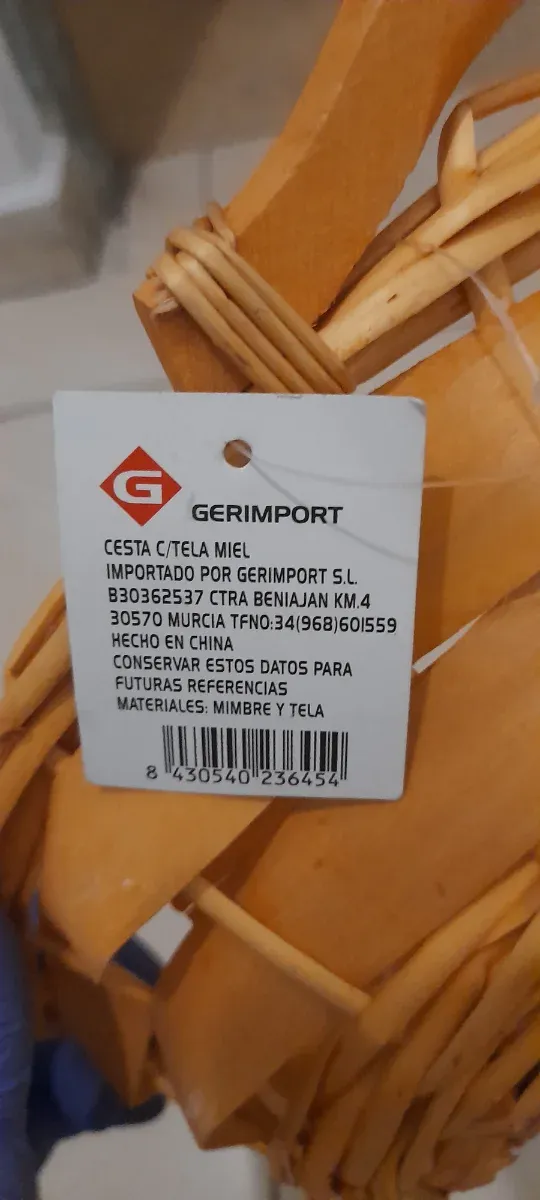 G
GERIMPORT
CESTA C/TELA MIEL
IMPORTADO POR GERIMPORT S.L.
B30362537 CTRA BENIAJAN KM.4
30570 MURCIA TFNO:34(968)601559
HECHO EN CHINA
CONSERVAR ESTOS DATOS PARA
FUTURAS REFERENCIAS
MATERIALES: MIMBRE Y TELA
8 430540 236454